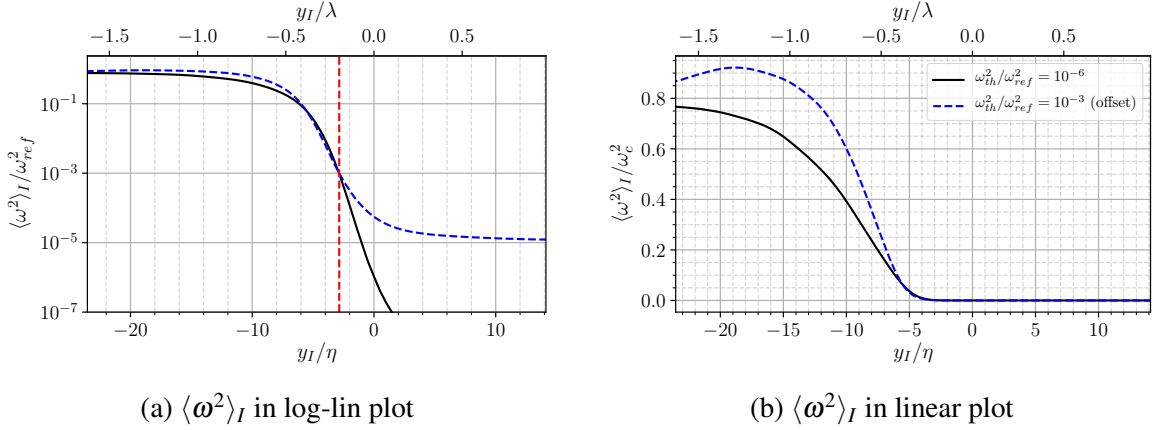 y_I/λ
−1.5 −1.0 −0.5 0.0 0.5
10^−1
10^−3
10^−5
10^−7
⟨ω²⟩_I/ω²_ref
−20 −10 0 10
y_I/η
(a) ⟨ω²⟩_I in log-lin plot
y_I/λ
−1.5 −1.0 −0.5 0.0 0.5
ω²_th/ω²_ref = 10^−6
ω²_th/ω²_ref = 10^−3 (offset)
0.8
0.6
0.4
0.2
0.0
⟨ω²⟩_I/ω²_c
−20 −15 −10 −5 0 5 10
y_I/η
(b) ⟨ω²⟩_I in linear plot